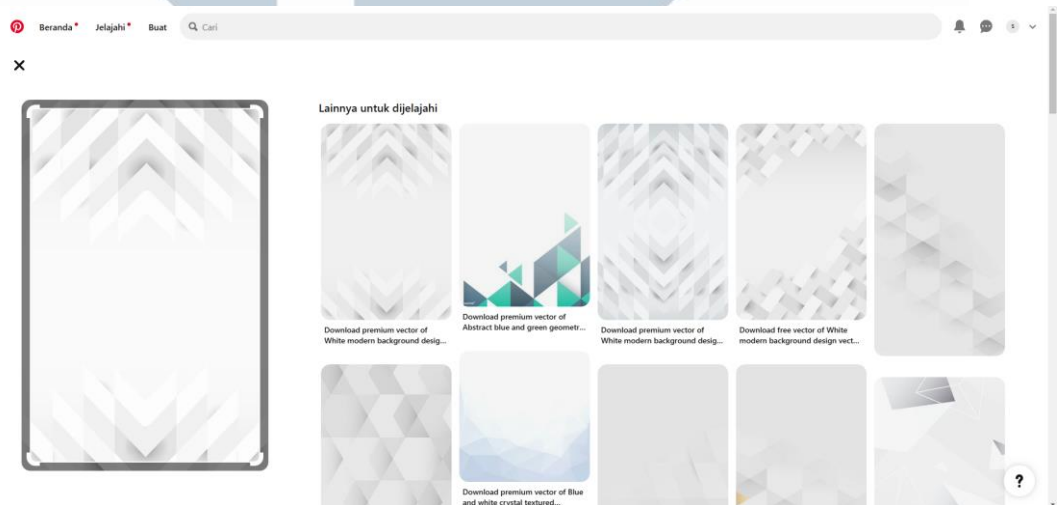 Beranda
Jelajahi
Buat
Cari
S
Lainnya untuk dijelajahi
Download premium vector of
White modern background desig...
Download premium vector of
Abstract blue and green geometr...
Download premium vector of
White modern background desig...
Download free vector of White
modern background design vect...
Download premium vector of Blue
and white crystal textured...
?